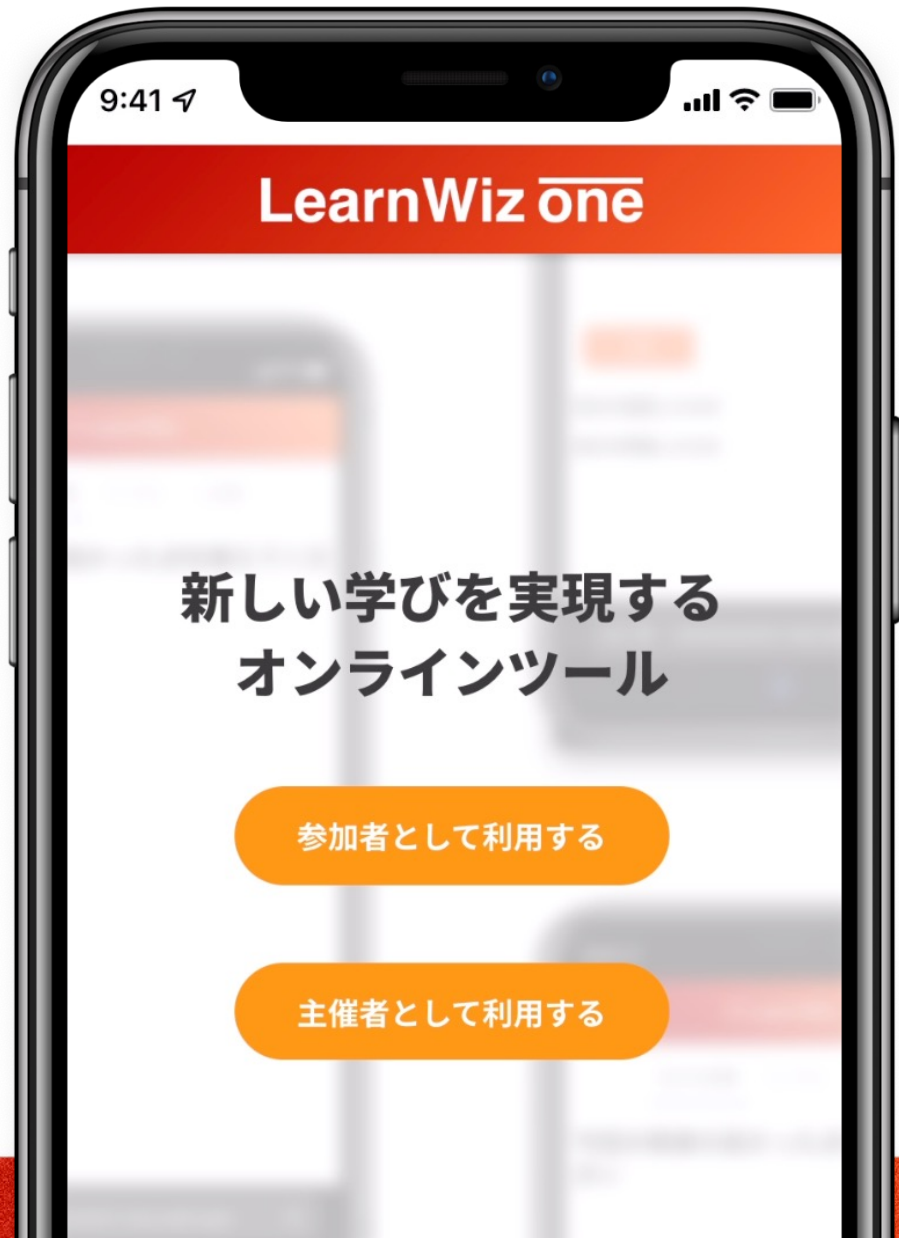 9:41
LearnWiz one
新しい学びを実現する
オンラインツール
参加者として利用する
主催者として利用する